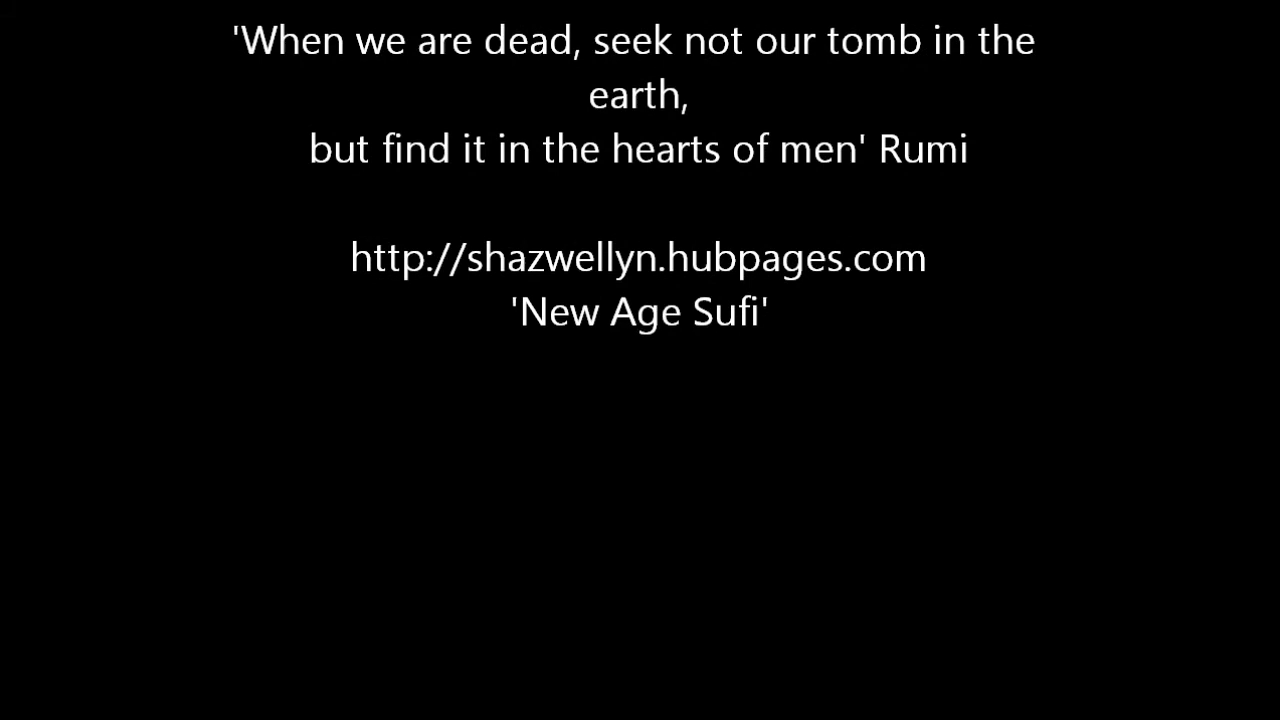 'When we are dead, seek not our tomb in the
earth,
but find it in the hearts of men' Rumi
http://shazwellyn.hubpages.com
'New Age Sufi'